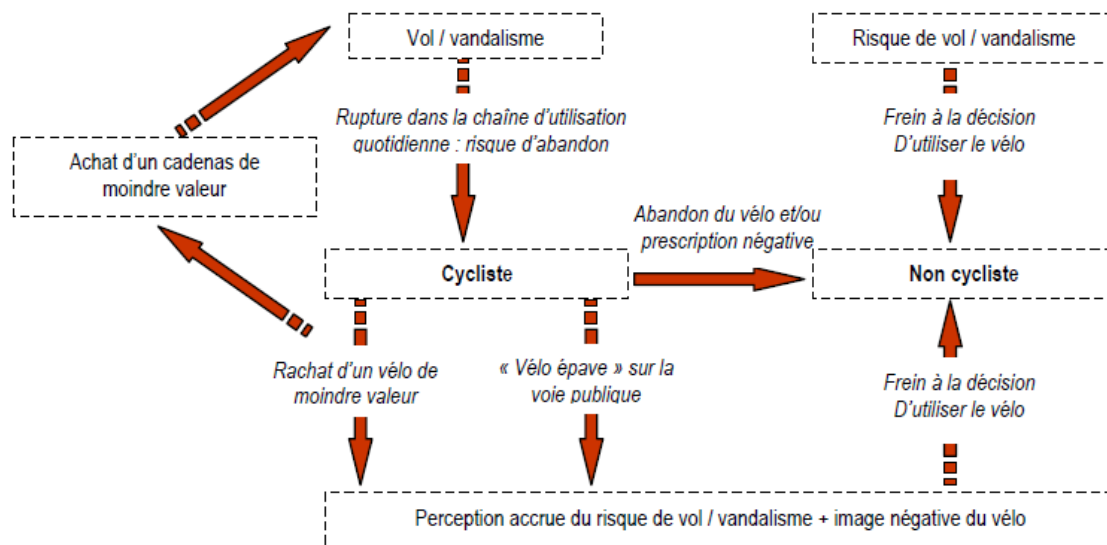 Vol / vandalisme
Risque de vol / vandalisme
Rupture dans la chaîne d'utilisation
quotidienne : risque d'abandon
Frein à la décision
D'utiliser le vélo
Achat d'un cadenas de
moindre valeur
Abandon du vélo et/ou
prescription négative
Cycliste
Non cycliste
Rachat d'un vélo de
moindre valeur
« Vélo épave » sur la
voie publique
Frein à la décision
D'utiliser le vélo
Perception accrue du risque de vol / vandalisme + image négative du vélo